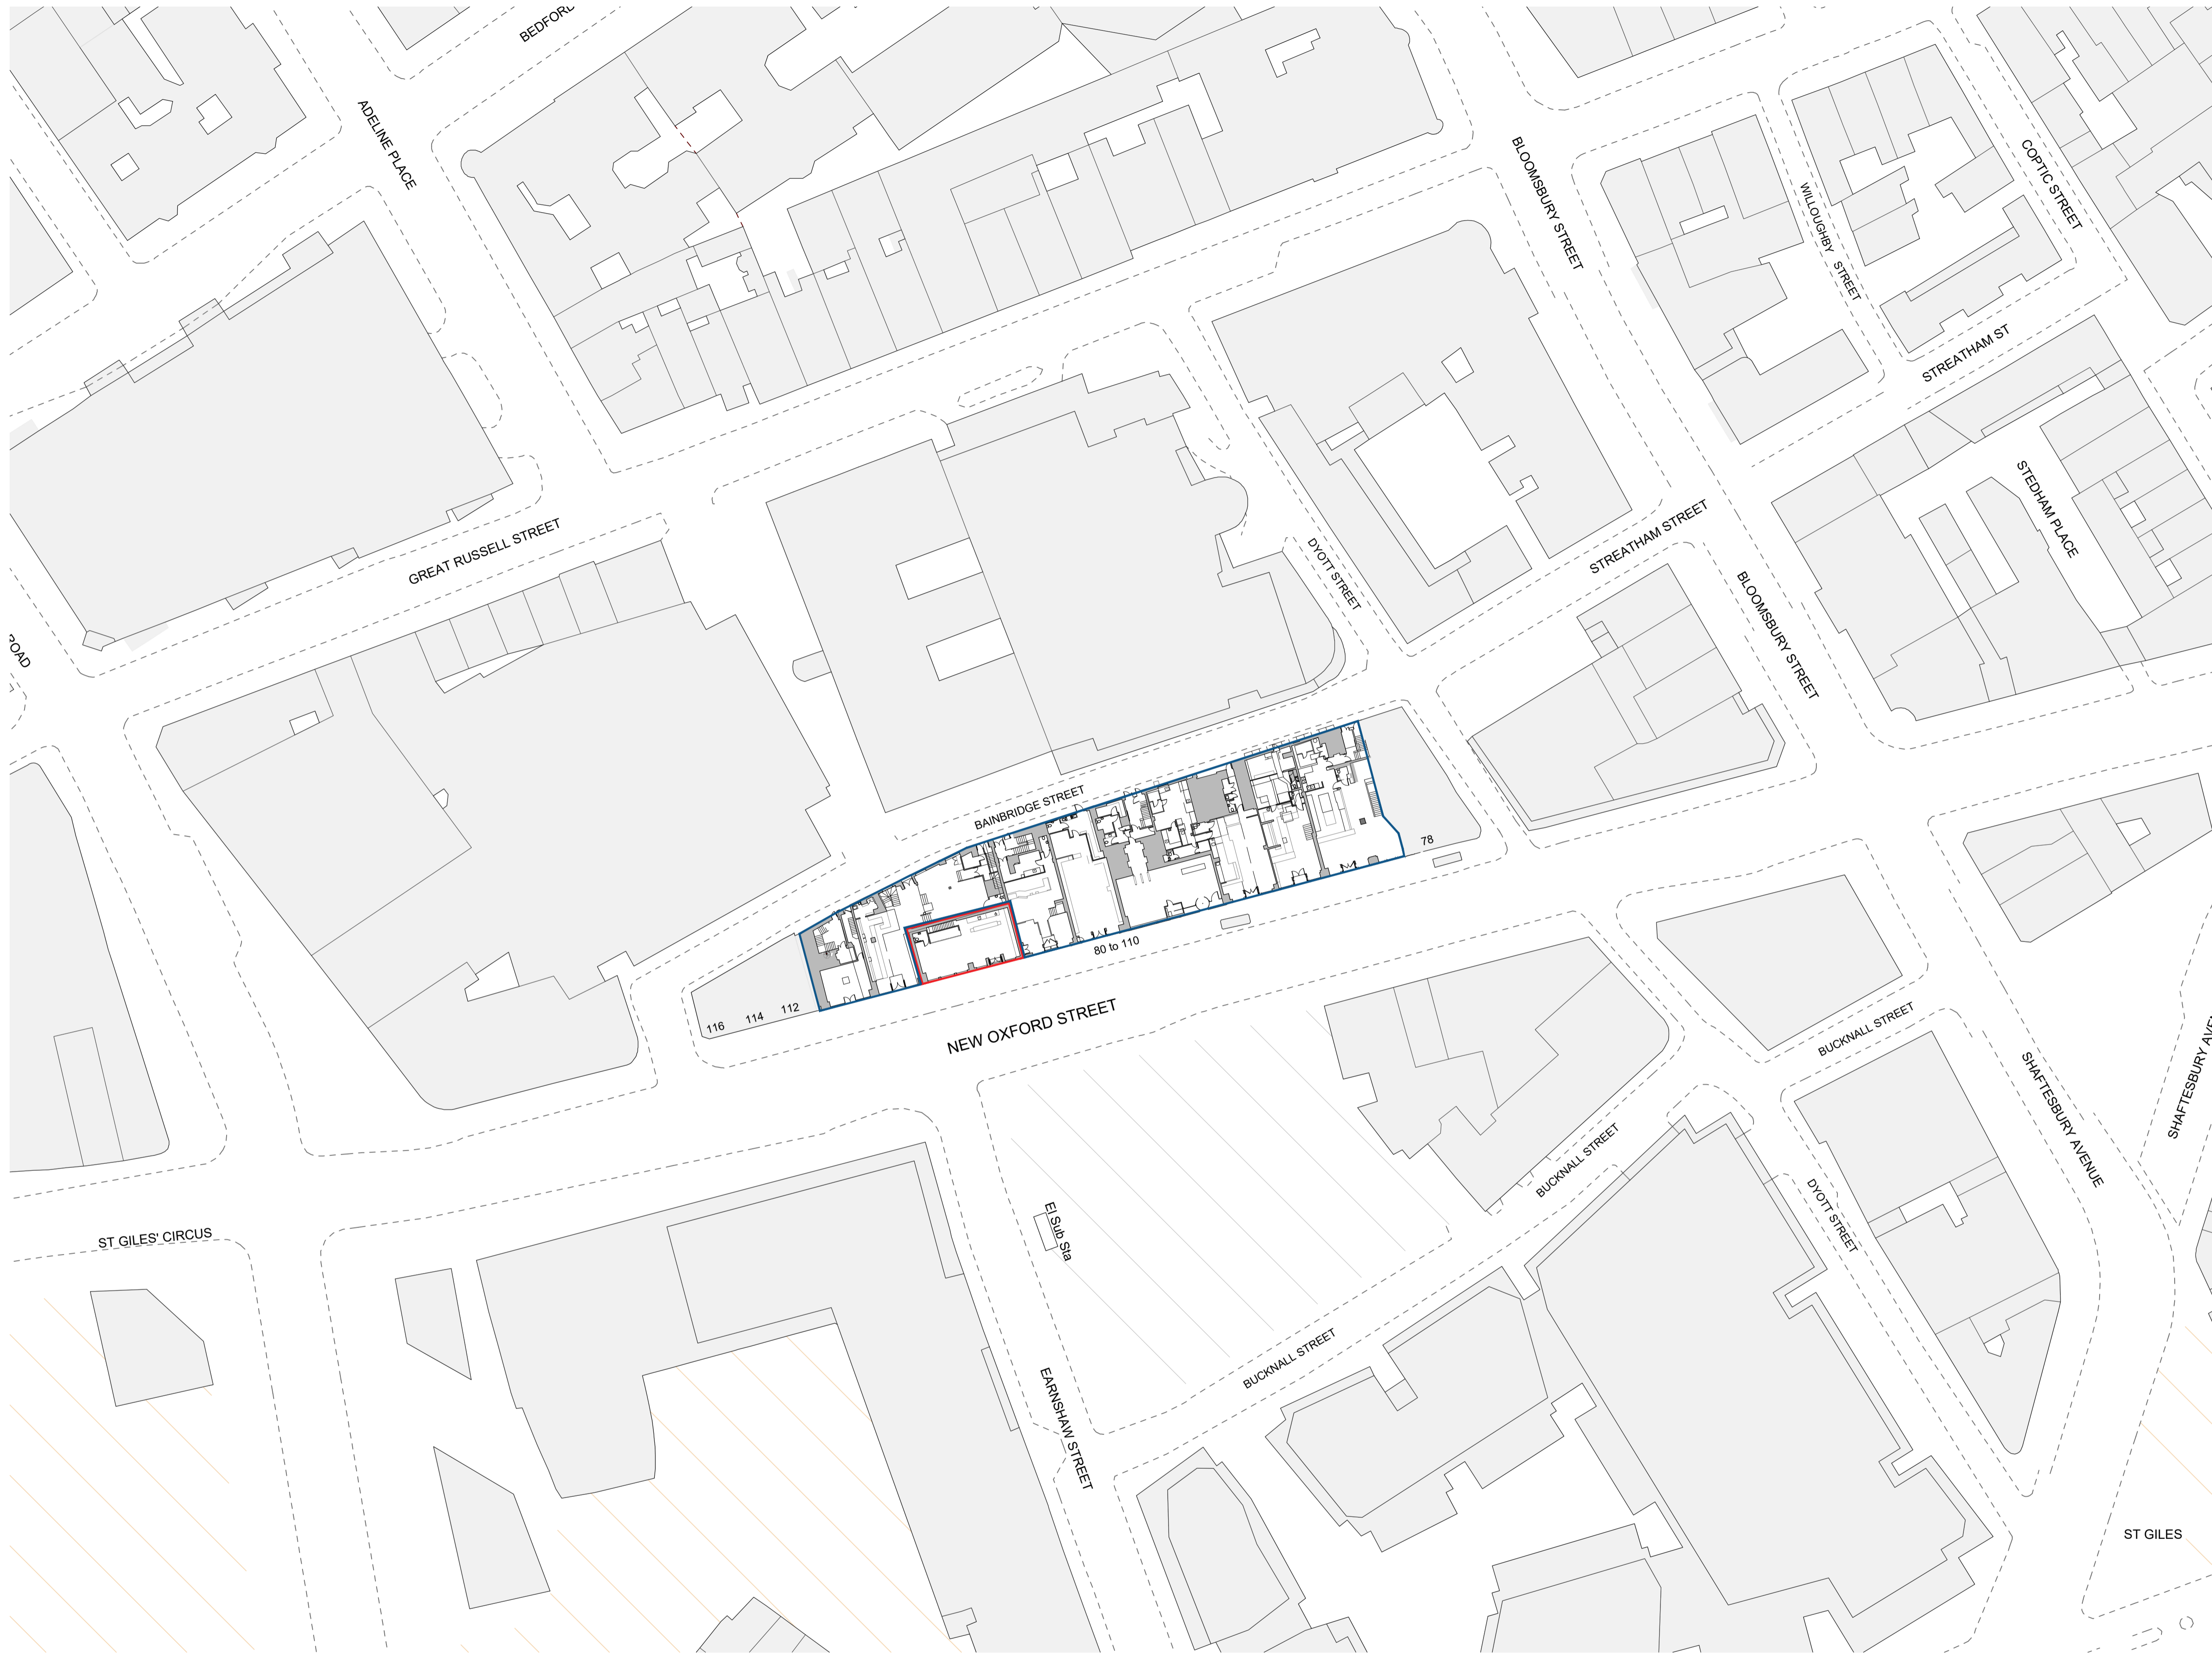 BEDFORD
ADELINE PLACE
BLOOMSBURY STREET
COPTIC STREET
WILLOUGHBY STREET
STREATHAM ST
STEDHAM PLACE
GREAT RUSSELL STREET
STREATHAM STREET
DYOTT STREET
BLOOMSBURY STREET
ROAD
BAINBRIDGE STREET
78
80 to 110
112
114
116
NEW OXFORD STREET
BUCKNALL STREET
SHAFTESBURY AVENUE
SHAFTESBURY AVE
BUCKNALL STREET
DYOTT STREET
El Sub Sta
ST GILES' CIRCUS
BUCKNALL STREET
EARNSHAW STREET
ST GILES